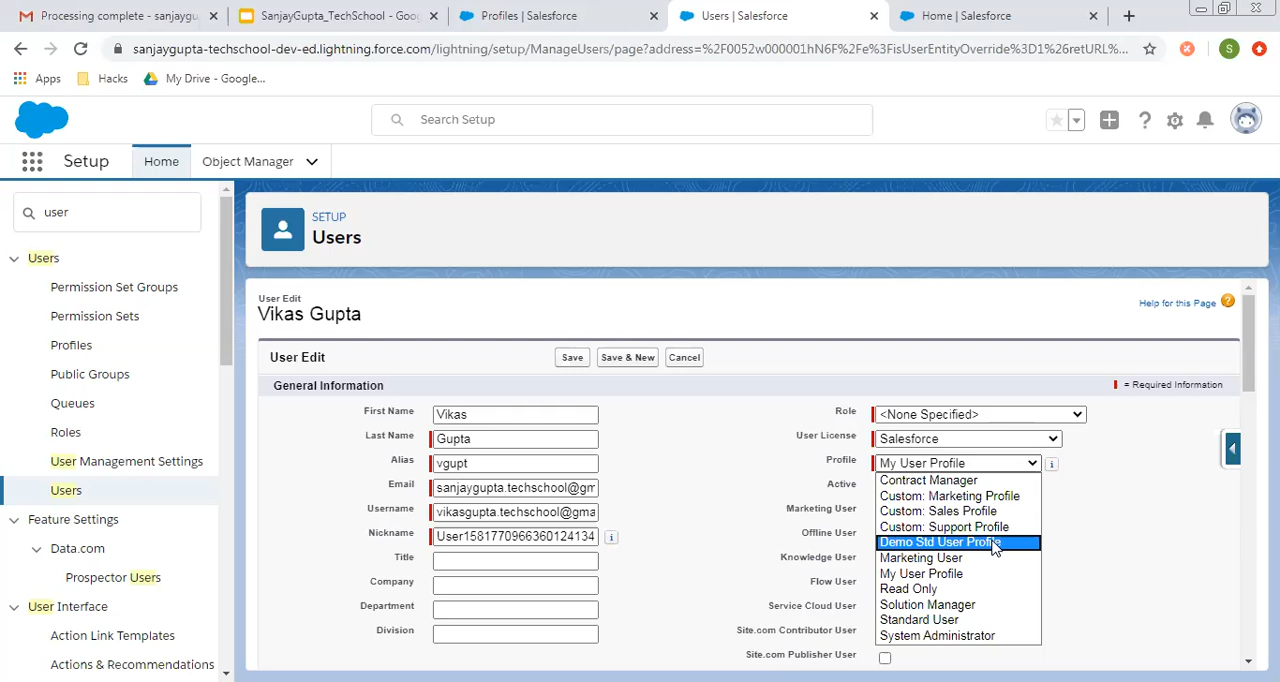 Processing complete - sanjaygu
SanjayGupta_TechSchool - Goog
Profiles | Salesforce
Users | Salesforce
Home | Salesforce
sanjaygupta-techschool-dev-ed.lightning.force.com/lightning/setup/ManageUsers/page?address=%2F0052w000001hN6F%2Fe%3FisUserEntityOverride%3D1%26retURL%...
S
Apps
Hacks
My Drive - Google...
Search Setup
Setup
Home
Object Manager
user
SETUP
Users
Users
Permission Set Groups
Permission Sets
Profiles
Public Groups
Queues
Roles
User Management Settings
Users
Feature Settings
Data.com
Prospector Users
User Interface
Action Link Templates
Actions & Recommendations
User Edit
Vikas Gupta
Help for this Page
User Edit
Save
Save & New
Cancel
General Information
= Required Information
First Name
Vikas
Last Name
Gupta
Alias
vgupt
Email
sanjaygupta.techschool@gm
Username
vikasgupta.techschool@gma
Nickname
User1581770966360124134
i
Title
Company
Department
Division
Role
<None Specified>
User License
Salesforce
Profile
My User Profile
i
Active
Marketing User
Offline User
Knowledge User
Flow User
Service Cloud User
Site.com Contributor User
Site.com Publisher User
Contract Manager
Custom: Marketing Profile
Custom: Sales Profile
Custom: Support Profile
Demo Std User Profile
Marketing User
My User Profile
Read Only
Solution Manager
Standard User
System Administrator